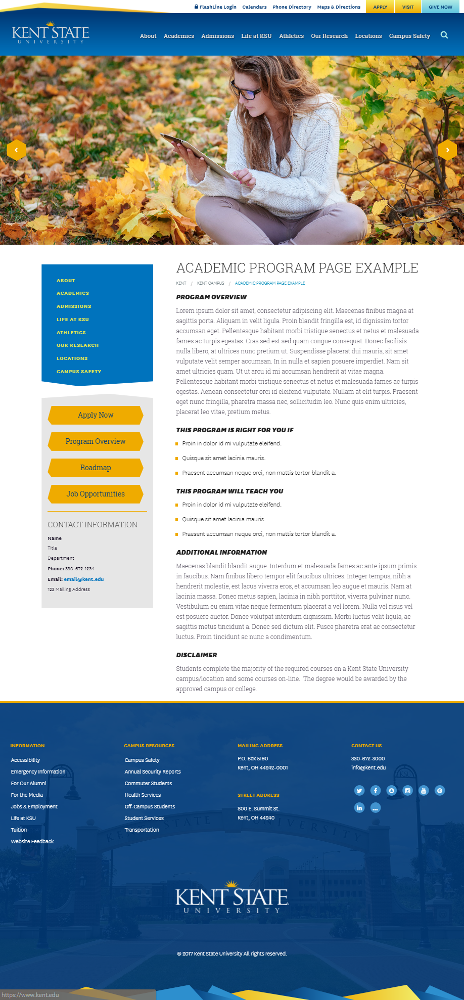 FlashLine Login Calendars Phone Directory Maps & Directions APPLY VISIT GIVE NOW
KENT STATE
UNIVERSITY
About Academics Admissions Life at KSU Athletics Our Research Locations Campus Safety
ABOUT
ACADEMICS
ADMISSIONS
LIFE AT KSU
ATHLETICS
OUR RESEARCH
LOCATIONS
CAMPUS SAFETY
Apply Now
Program Overview
Roadmap
Job Opportunities
CONTACT INFORMATION
Name
Title
Department
Phone: 330-672-1234
Email: email@kent.edu
123 Mailing Address
ACADEMIC PROGRAM PAGE EXAMPLE
KENT / KENT CAMPUS / ACADEMIC PROGRAM PAGE EXAMPLE
PROGRAM OVERVIEW
Lorem ipsum dolor sit amet, consectetur adipiscing elit. Maecenas finibus magna at
sagittis porta. Aliquam in velit ligula. Proin blandit fringilla est, id dignissim tortor
accumsan eget. Pellentesque habitant morbi tristique senectus et netus et malesuada
fames ac turpis egestas. Cras sed est sed quam congue consequat. Donec facilisis
nulla libero, at ultrices nunc pretium ut. Suspendisse placerat dui mauris, sit amet
vulputate velit semper accumsan. In in nulla et sapien posuere imperdiet. Nam sit
amet ultricies quam. Ut ut arcu id mi accumsan hendrerit at vitae magna.
Pellentesque habitant morbi tristique senectus et netus et malesuada fames ac turpis
egestas. Aenean consectetur orci id eleifend vulputate. Nullam at elit turpis. Praesent
eget nunc fringilla, pharetra massa nec, sollicitudin leo. Nunc quis enim ultricies,
placerat leo vitae, pretium metus.
THIS PROGRAM IS RIGHT FOR YOU IF
Proin in dolor id mi vulputate eleifend.
Quisque sit amet lacinia mauris.
Praesent accumsan neque orci, non mattis tortor blandit a.
THIS PROGRAM WILL TEACH YOU
Proin in dolor id mi vulputate eleifend.
Quisque sit amet lacinia mauris.
Praesent accumsan neque orci, non mattis tortor blandit a.
ADDITIONAL INFORMATION
Maecenas blandit blandit augue. Interdum et malesuada fames ac ante ipsum primis
in faucibus. Nam finibus libero tempor elit faucibus ultrices. Integer tempus, nibh a
hendrerit molestie, est lacus viverra eros, et accumsan leo augue et mauris. Nam at
lacinia massa. Donec metus sapien, lacinia in nibh porttitor, viverra pulvinar nunc.
Vestibulum eu enim vitae neque fermentum placerat a vel lorem. Nulla vel risus vel
est posuere auctor. Donec volutpat interdum dignissim. Morbi luctus velit ligula, ac
sagittis metus tincidunt a. Donec sed dictum elit. Fusce pharetra erat ac consectetur
luctus. Proin tincidunt ac nunc a condimentum.
DISCLAIMER
Students complete the majority of the required courses on a Kent State University
campus/location and some courses on-line. The degree would be awarded by the
approved campus or college.
INFORMATION
Accessibility
Emergency Information
For Our Alumni
For the Media
Jobs & Employment
Life at KSU
Tuition
Website Feedback
CAMPUS RESOURCES
Campus Safety
Annual Security Reports
Commuter Students
Health Services
Off-Campus Students
Student Services
Transportation
MAILING ADDRESS
P.O. Box 5190
Kent, OH 44242-0001
STREET ADDRESS
800 E. Summit St.
Kent, OH 44240
CONTACT US
330-672-3000
info@kent.edu
KENT STATE UNIVERSITY
KSU
KENT STATE
UNIVERSITY
© 2017 Kent State University All rights reserved.
https://www.kent.edu